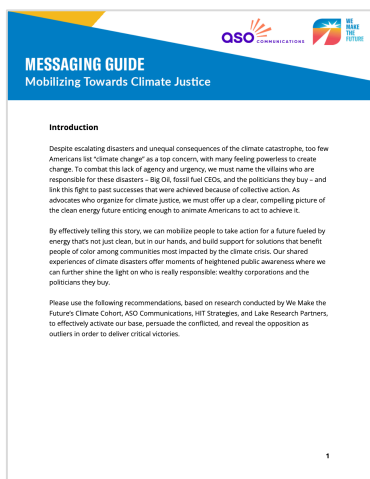 aso
COMMUNICATIONS
WE
MAKE
THE
FUTURE
MESSAGING GUIDE
Mobilizing Towards Climate Justice
Introduction
Despite escalating disasters and unequal consequences of the climate catastrophe, too few
Americans list "climate change" as a top concern, with many feeling powerless to create
change. To combat this lack of agency and urgency, we must name the villains who are
responsible for these disasters – Big Oil, fossil fuel CEOs, and the politicians they buy – and
link this fight to past successes that were achieved because of collective action. As
advocates who organize for climate justice, we must offer up a clear, compelling picture of
the clean energy future enticing enough to animate Americans to act to achieve it.
By effectively telling this story, we can mobilize people to take action for a future fueled by
energy that's not just clean, but in our hands, and build support for solutions that benefit
people of color among communities most impacted by the climate crisis. Our shared
experiences of climate disasters offer moments of heightened public awareness where we
can further shine the light on who is really responsible: wealthy corporations and the
politicians they buy.
Please use the following recommendations, based on research conducted by We Make the
Future's Climate Cohort, ASO Communications, HIT Strategies, and Lake Research Partners,
to effectively activate our base, persuade the conflicted, and reveal the opposition as
outliers in order to deliver critical victories.
1